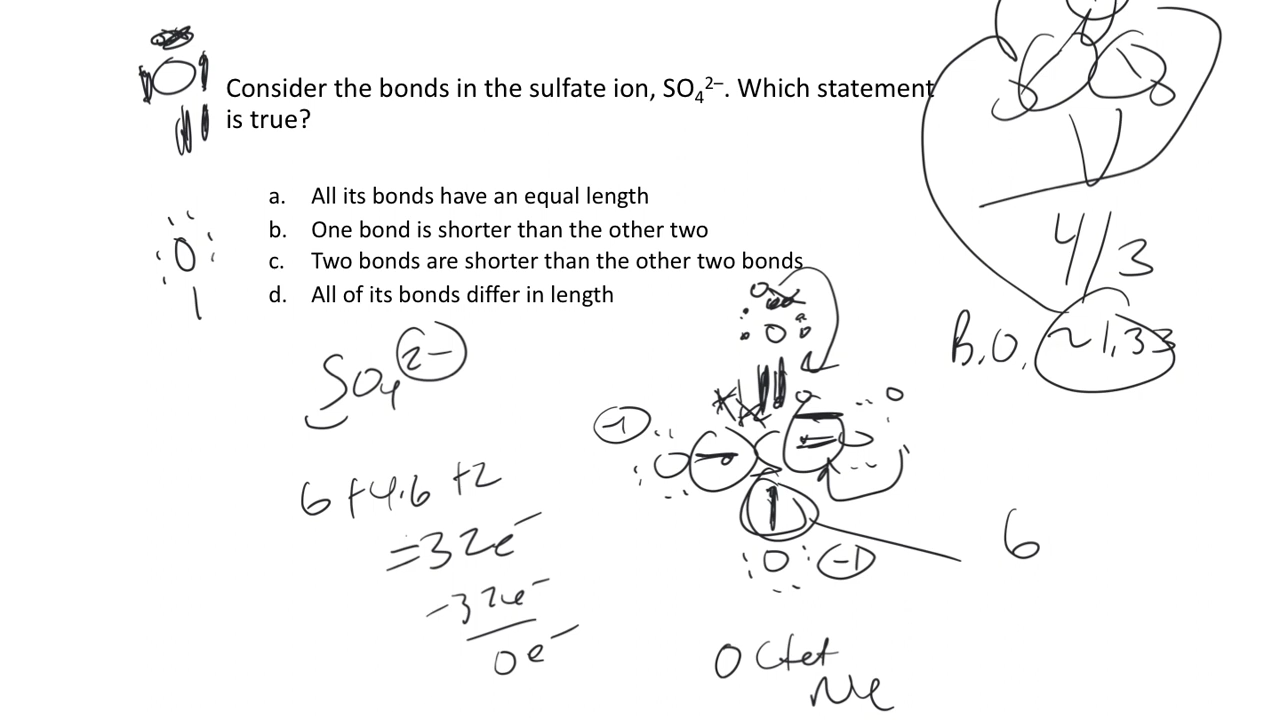 Consider the bonds in the sulfate ion, SO₄²⁻. Which statement
is true?
a. All its bonds have an equal length
b. One bond is shorter than the other two
c. Two bonds are shorter than the other two bonds
d. All of its bonds differ in length
SO₄ 2-
6+4·6+2
=32e⁻
-32e⁻
0e⁻
O
O
4/3
B.O. ~1,33
O
-1
O
O -1
6
Octet